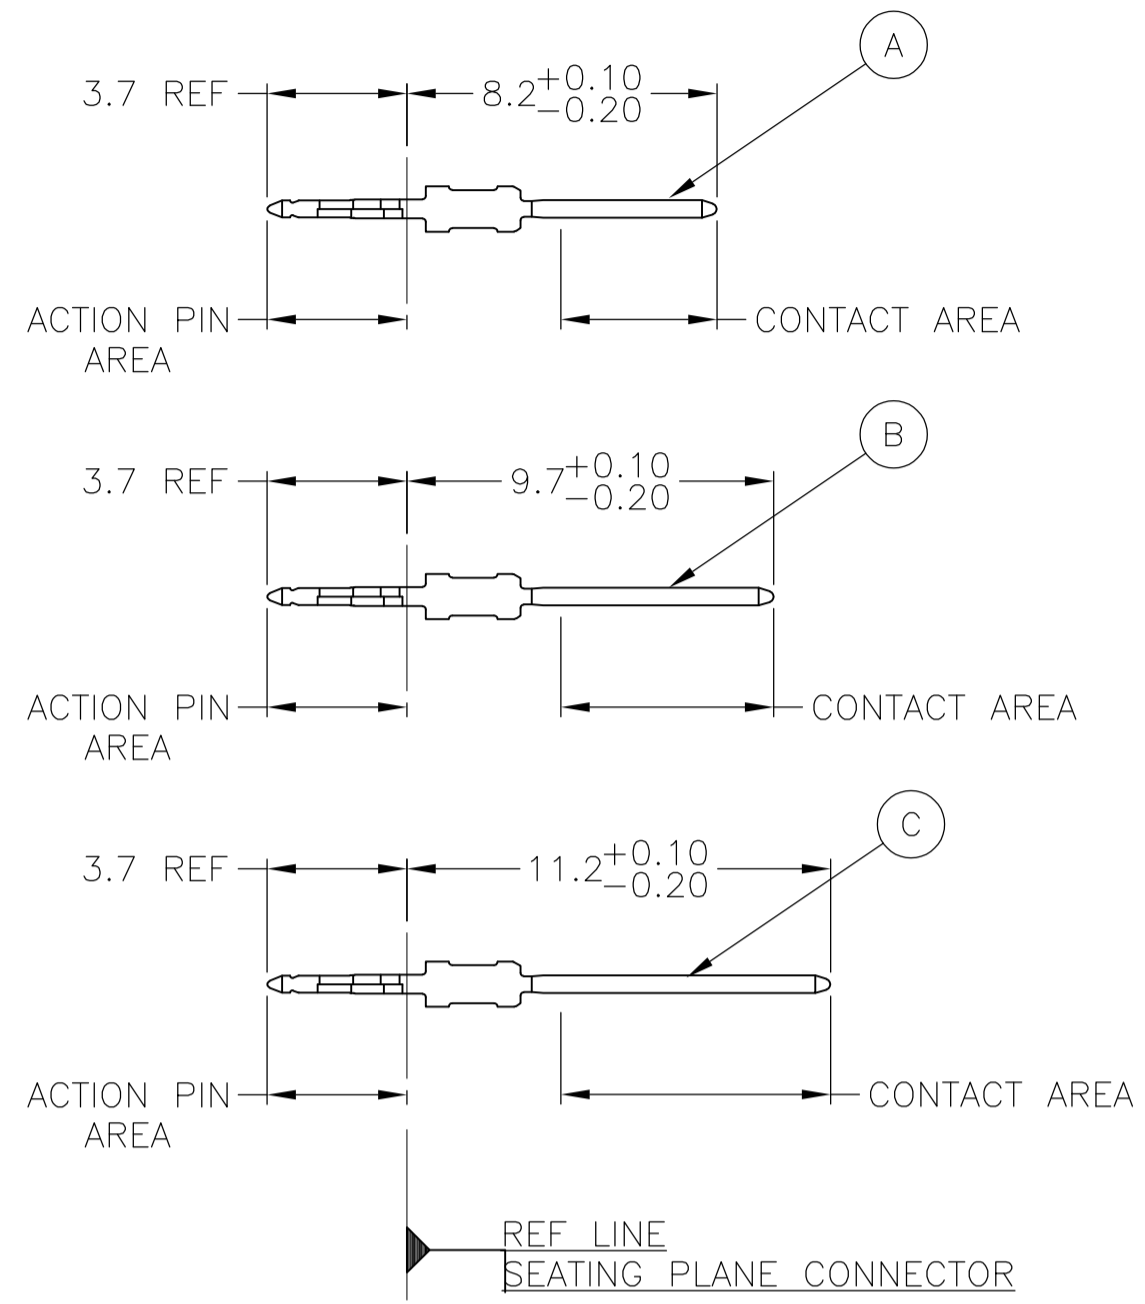 A
3.7 REF 8.2 +0.10 -0.20
ACTION PIN AREA CONTACT AREA
B
3.7 REF 9.7 +0.10 -0.20
ACTION PIN AREA CONTACT AREA
C
3.7 REF 11.2 +0.10 -0.20
ACTION PIN AREA CONTACT AREA
REF LINE
SEATING PLANE CONNECTOR